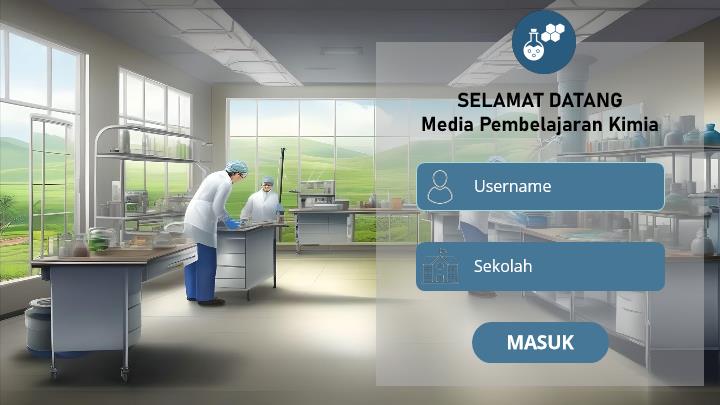 SELAMAT DATANG
Media Pembelajaran Kimia
Username
Sekolah
MASUK